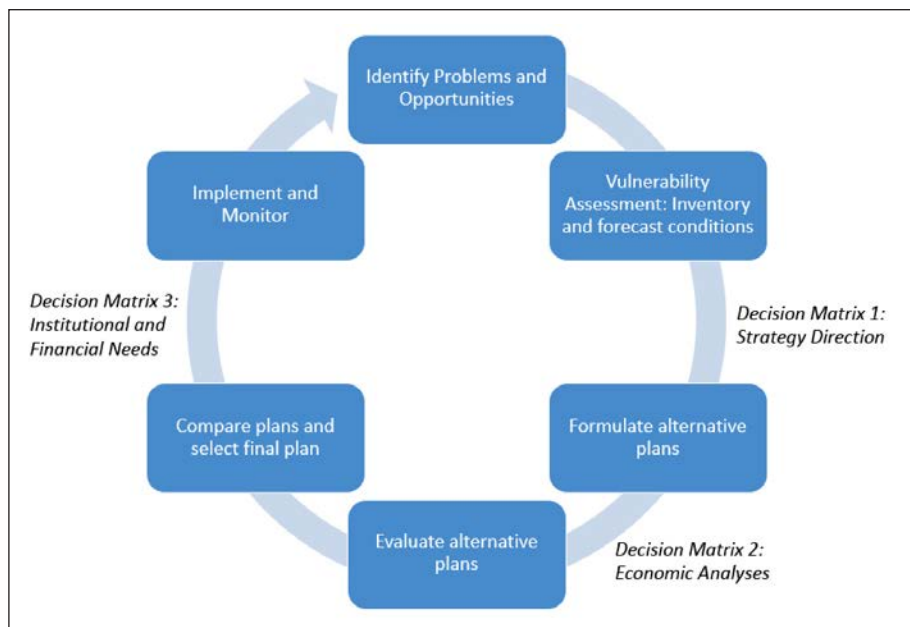 Identify Problems and
Opportunities
Vulnerability
Assessment: Inventory
and forecast conditions
Decision Matrix 1:
Strategy Direction
Formulate alternative
plans
Decision Matrix 2:
Economic Analyses
Evaluate alternative
plans
Compare plans and
select final plan
Decision Matrix 3:
Institutional and
Financial Needs
Implement and
Monitor